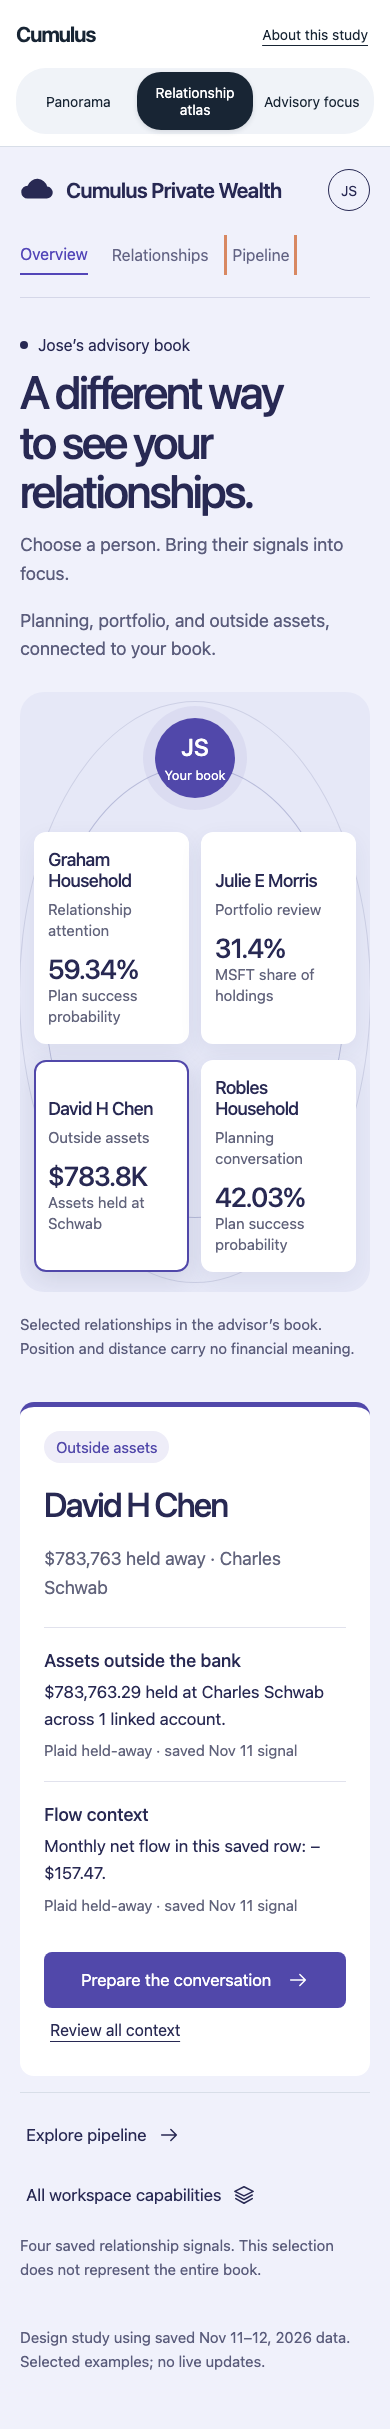 Cumulus
About this study
Panorama
Relationship
atlas
Advisory focus
Cumulus Private Wealth
JS
Overview
Relationships
Pipeline
Jose’s advisory book
A different way
to see your
relationships.
Choose a person. Bring their signals into
focus.
Planning, portfolio, and outside assets,
connected to your book.
JS
Your book
Graham
Household
Relationship
attention
59.34%
Plan success
probability
Julie E Morris
Portfolio review
31.4%
MSFT share of
holdings
David H Chen
Outside assets
$783.8K
Assets held at
Schwab
Robles
Household
Planning
conversation
42.03%
Plan success
probability
Selected relationships in the advisor’s book.
Position and distance carry no financial meaning.
Outside assets
David H Chen
$783,763 held away · Charles
Schwab
Assets outside the bank
$783,763.29 held at Charles Schwab
across 1 linked account.
Plaid held-away · saved Nov 11 signal
Flow context
Monthly net flow in this saved row: –
$157.47.
Plaid held-away · saved Nov 11 signal
Prepare the conversation
Review all context
Explore pipeline
All workspace capabilities
Four saved relationship signals. This selection
does not represent the entire book.
Design study using saved Nov 11–12, 2026 data.
Selected examples; no live updates.